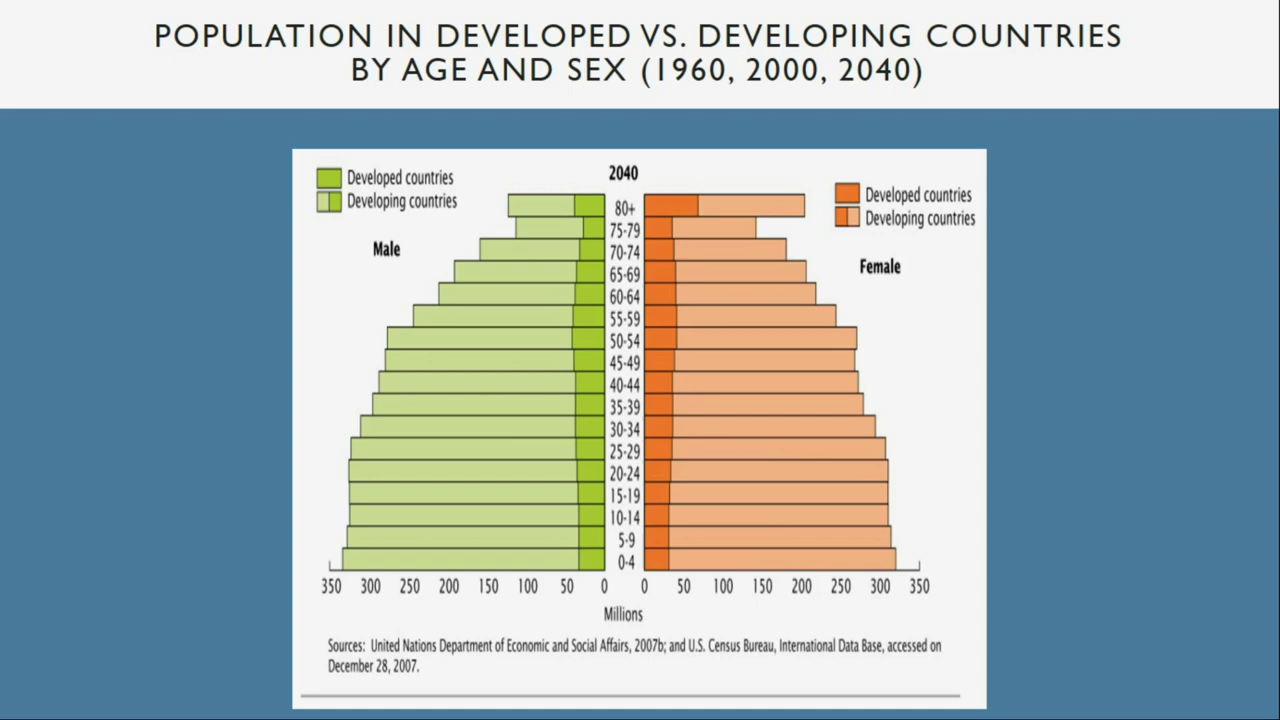 POPULATION IN DEVELOPED VS. DEVELOPING COUNTRIES
BY AGE AND SEX (1960, 2000, 2040)
2040
Developed countries
Developing countries
Male
Developed countries
Developing countries
Female
80+
75-79
70-74
65-69
60-64
55-59
50-54
45-49
40-44
35-39
30-34
25-29
20-24
15-19
10-14
5-9
0-4
350 300 250 200 150 100 50 0 0 50 100 150 200 250 300 350
Millions
Sources: United Nations Department of Economic and Social Affairs, 2007b; and U.S. Census Bureau, International Data Base, accessed on
December 28, 2007.